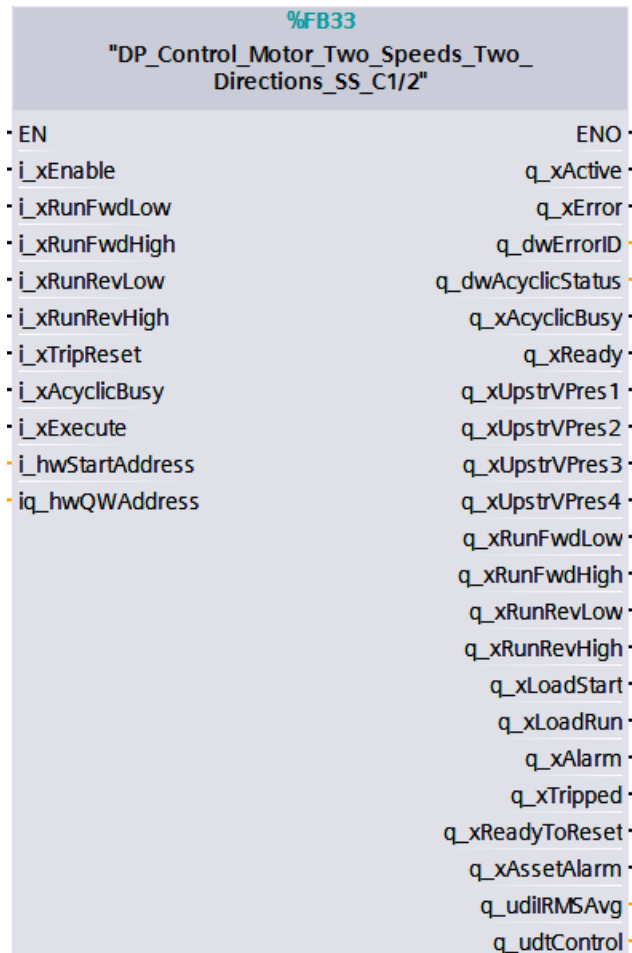 %FB33
"DP_Control_Motor_Two_Speeds_Two_
Directions_SS_C1/2"
EN ENO
i_xEnable q_xActive
i_xRunFwdLow q_xError
i_xRunFwdHigh q_dwErrorID
i_xRunRevLow q_dwAcyclicStatus
i_xRunRevHigh q_xAcyclicBusy
i_xTripReset q_xReady
i_xAcyclicBusy q_xUpstrVPres1
i_xExecute q_xUpstrVPres2
i_hwStartAddress q_xUpstrVPres3
iq_hwQWAddress q_xUpstrVPres4
q_xRunFwdLow
q_xRunFwdHigh
q_xRunRevLow
q_xRunRevHigh
q_xLoadStart
q_xLoadRun
q_xAlarm
q_xTripped
q_xReadyToReset
q_xAssetAlarm
q_udiIRMSAvg
q_udtControl